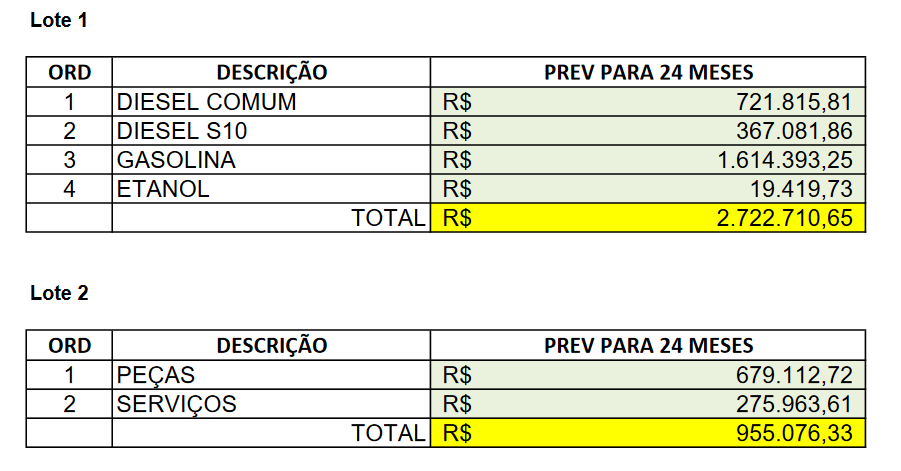 Lote 1
ORD DESCRIÇÃO PREV PARA 24 MESES
1 DIESEL COMUM R$ 721.815,81
2 DIESEL S10 R$ 367.081,86
3 GASOLINA R$ 1.614.393,25
4 ETANOL R$ 19.419,73
TOTAL R$ 2.722.710,65
Lote 2
ORD DESCRIÇÃO PREV PARA 24 MESES
1 PEÇAS R$ 679.112,72
2 SERVIÇOS R$ 275.963,61
TOTAL R$ 955.076,33